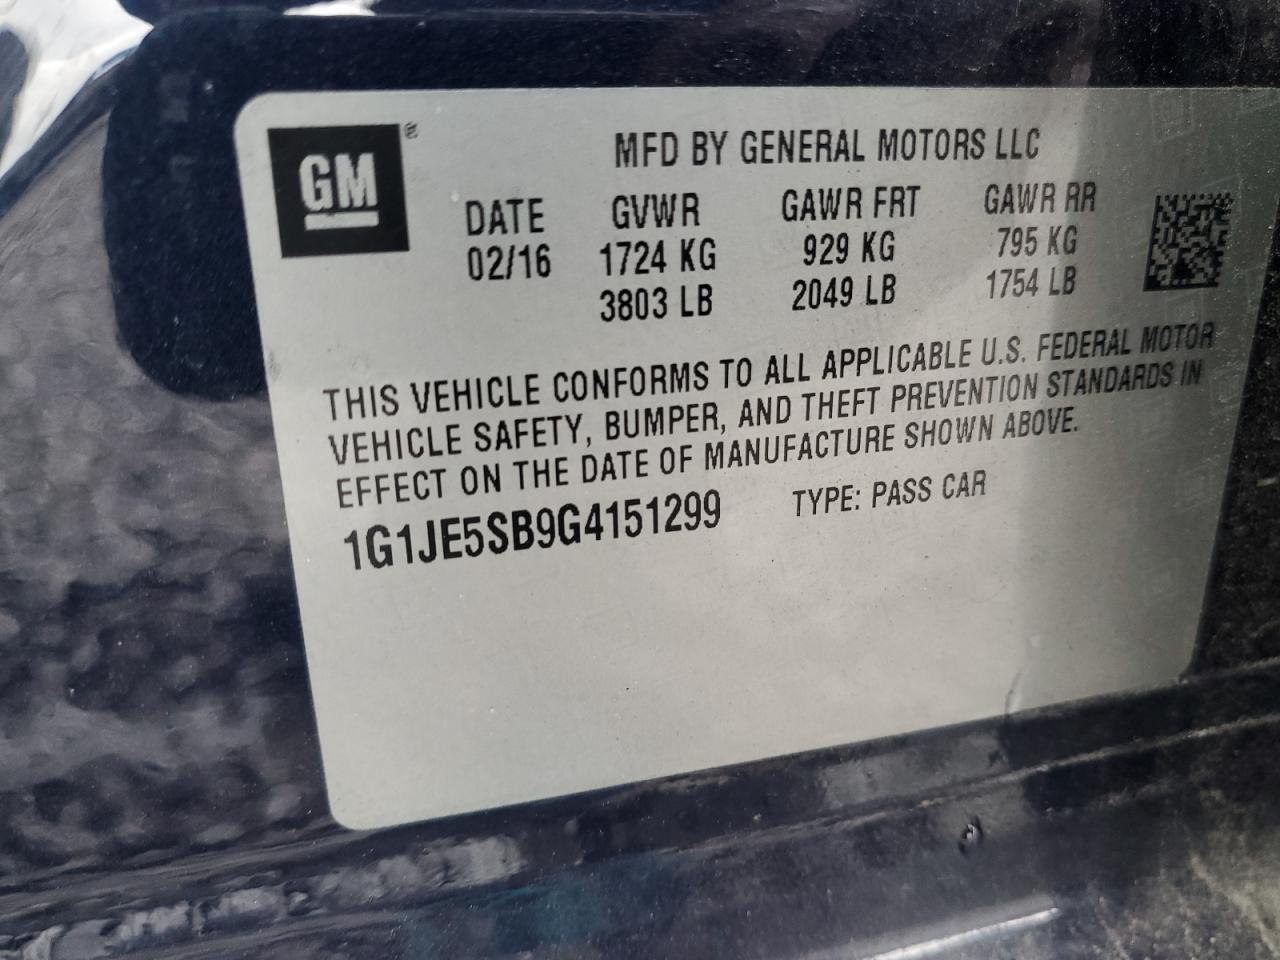 GM ®
MFD BY GENERAL MOTORS LLC
DATE GVWR GAWR FRT GAWR RR
02/16 1724 KG 929 KG 795 KG
3803 LB 2049 LB 1754 LB
THIS VEHICLE CONFORMS TO ALL APPLICABLE U.S. FEDERAL MOTOR
VEHICLE SAFETY, BUMPER, AND THEFT PREVENTION STANDARDS IN
EFFECT ON THE DATE OF MANUFACTURE SHOWN ABOVE.
1G1JE5SB9G4151299 TYPE: PASS CAR